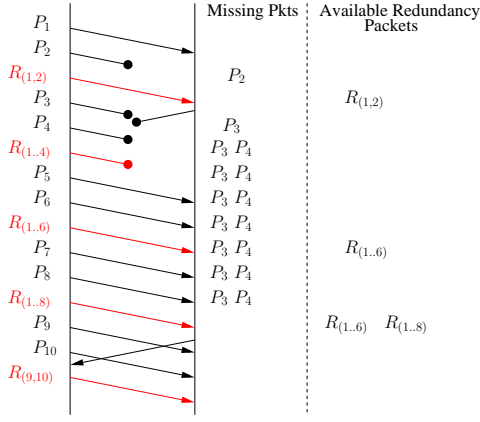 Missing Pkts Available Redundancy
Packets
P1
P2
P2
R(1,2)
R(1,2)
P3
P3
P4
P3 P4
R(1..4)
P3 P4
P5
P3 P4
P6
P3 P4
R(1..6)
P3 P4 R(1..6)
P7
P3 P4
P8
P3 P4
R(1..8)
R(1..6) R(1..8)
P9
P10
R(9,10)